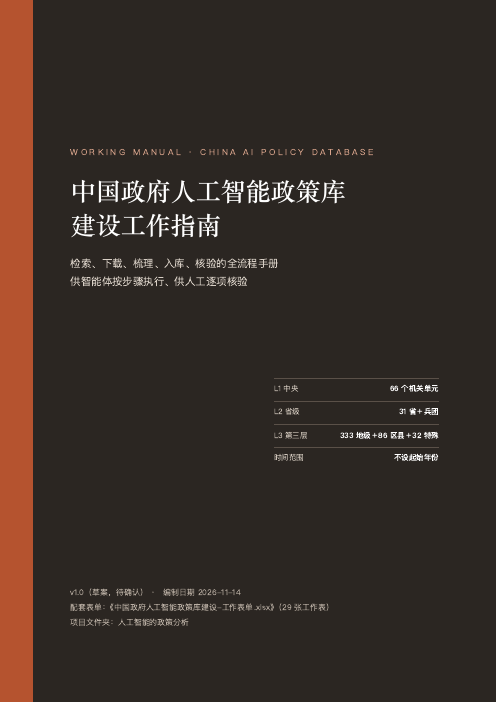 WORKING MANUAL · CHINA AI POLICY DATABASE
中国政府人工智能政策库
建设工作指南
检索、下载、梳理、入库、核验的全流程手册
供智能体按步骤执行、供人工逐项核验
L1 中央 66 个机关单元
L2 省级 31 省＋兵团
L3 第三层 333 地级＋86 区县＋32 特殊
时间范围 不设起始年份
v1.0（草案，待确认） · 编制日期 2026-11-14
配套表单：《中国政府人工智能政策库建设-工作表单.xlsx》（29 张工作表）
项目文件夹：人工智能的政策分析